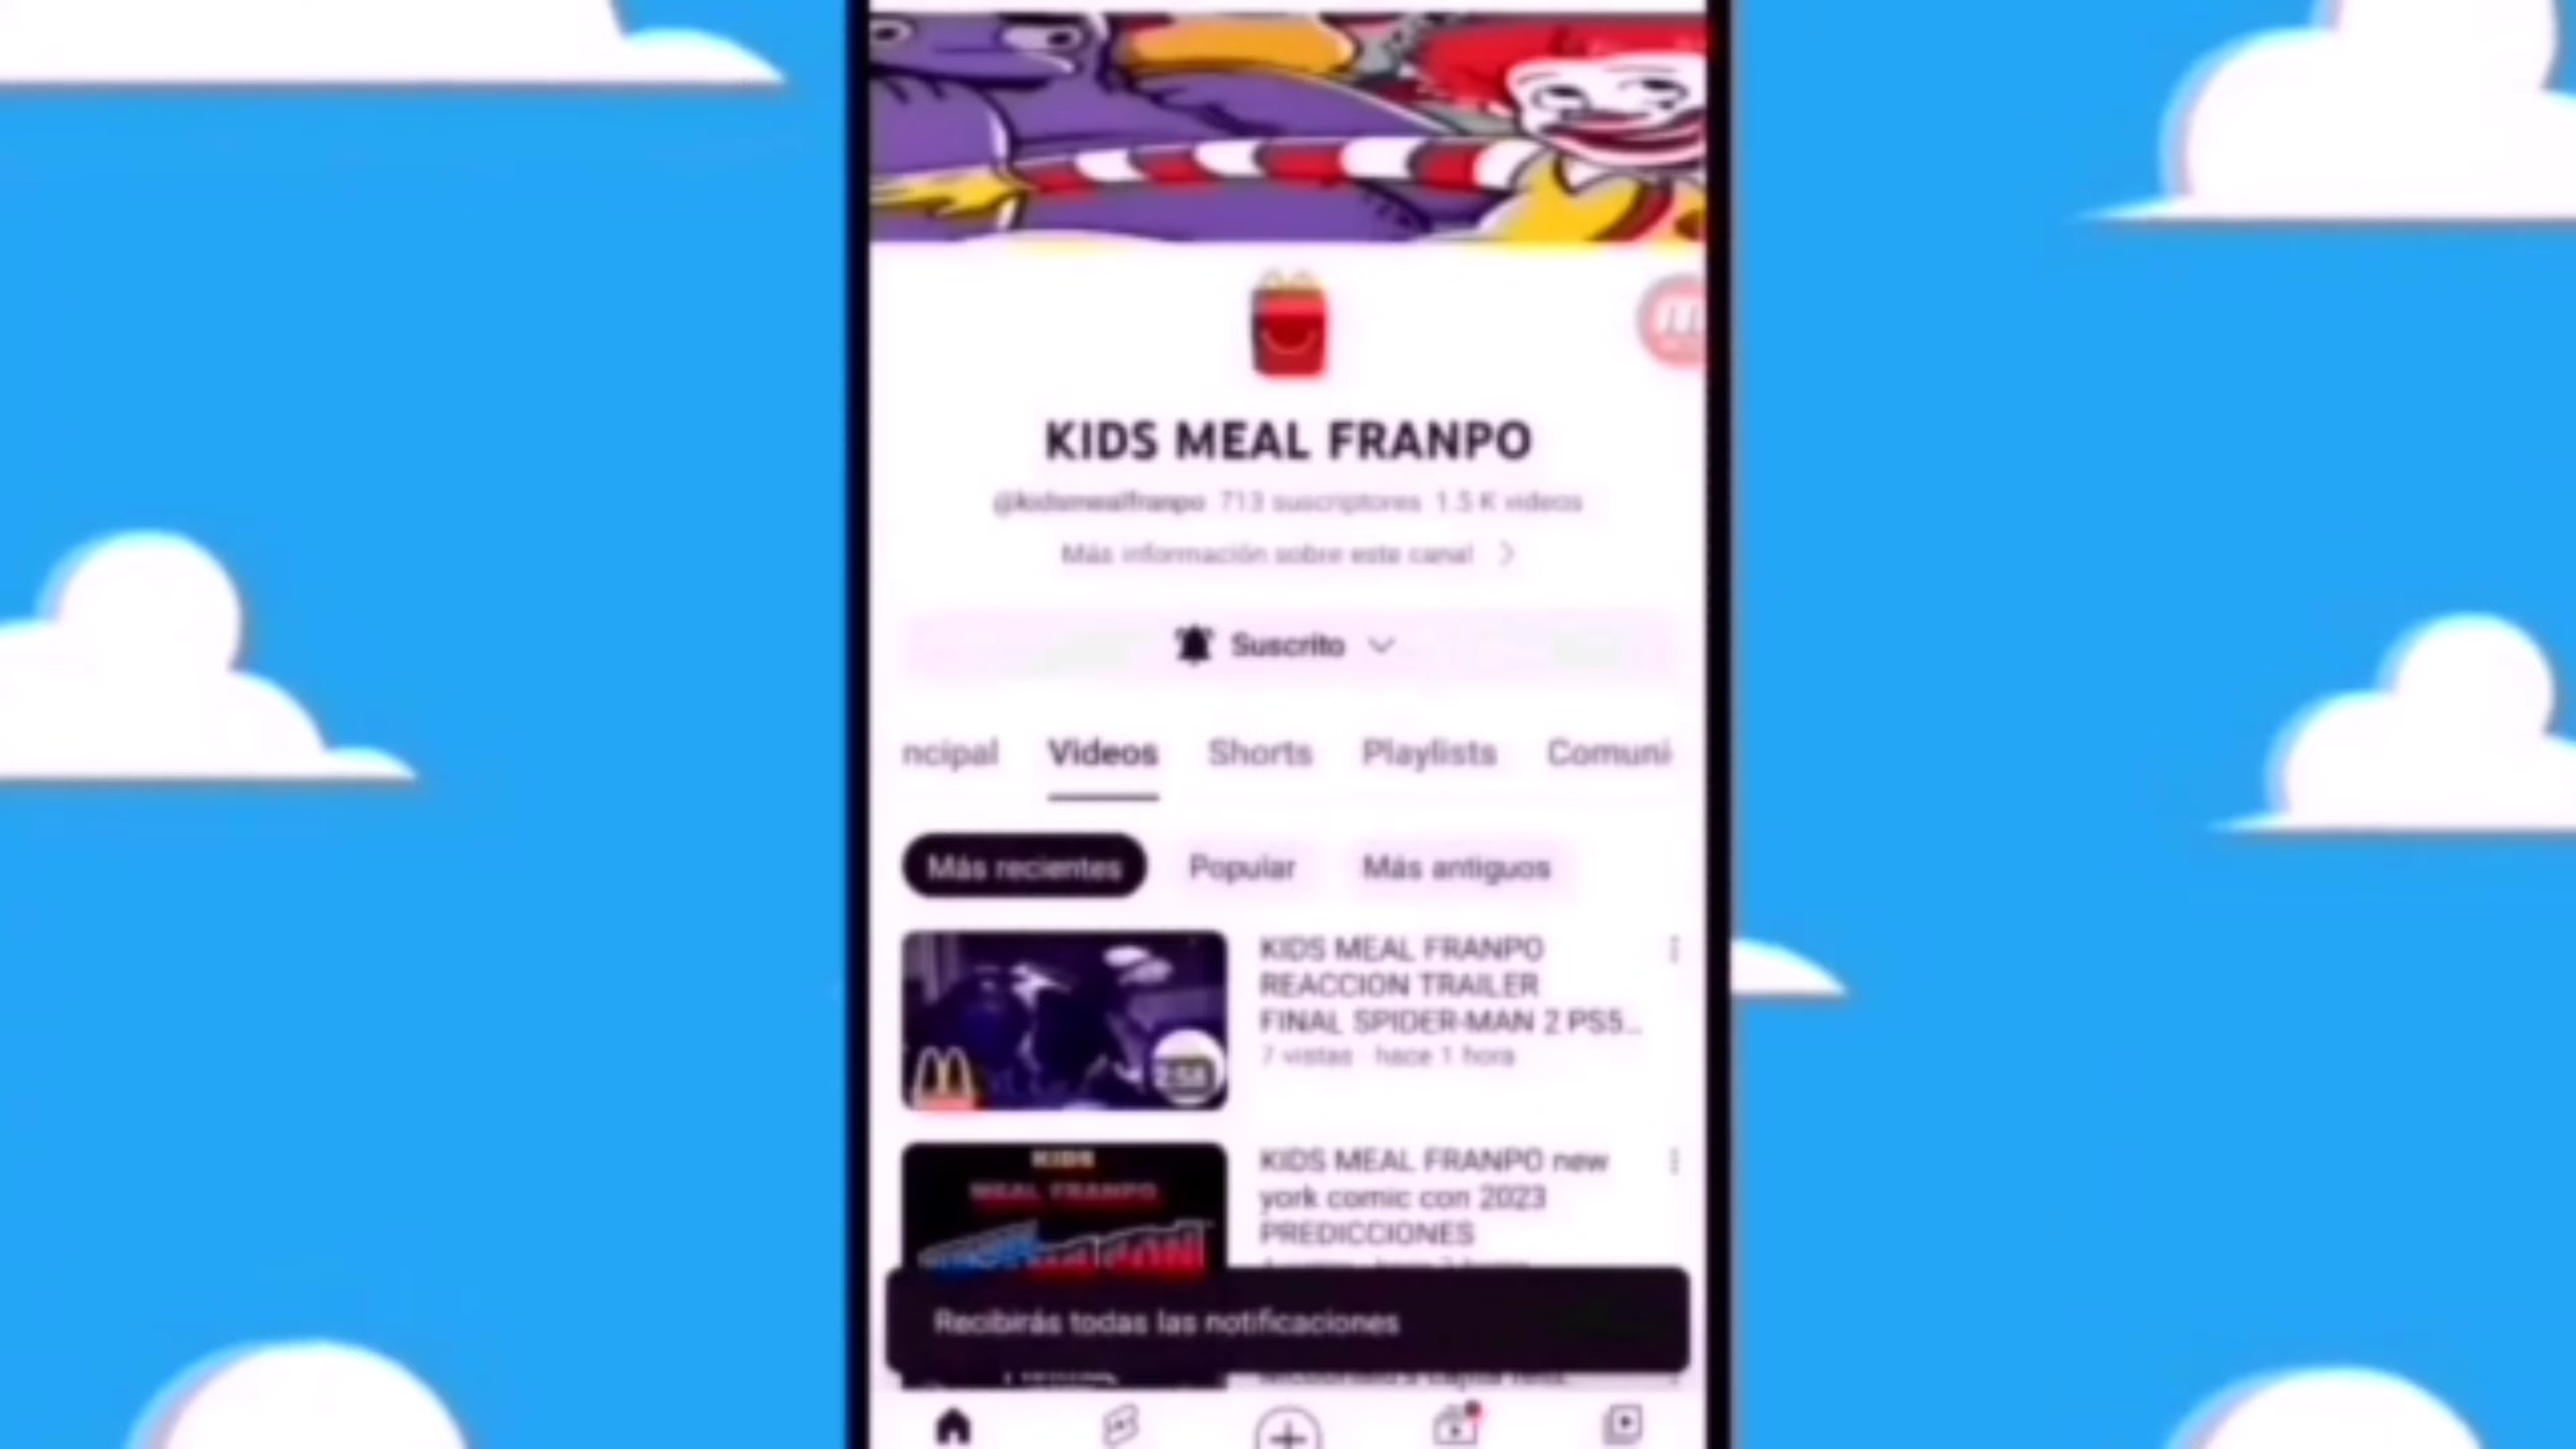 KIDS MEAL FRANPO
@kidsmealfranpo 713 suscriptores 1.5 K videos
Más información sobre este canal
Suscrito
ncipal Videos Shorts Playlists Comuni
Más recientes Popular Más antiguos
KIDS MEAL FRANPO
REACCION TRAILER
FINAL SPIDER-MAN 2 PS5...
7 vistas · hace 1 hora
2:58
KIDS
MEAL FRANPO
KIDS MEAL FRANPO new
york comic con 2023
PREDICCIONES
Recibirás todas las notificaciones